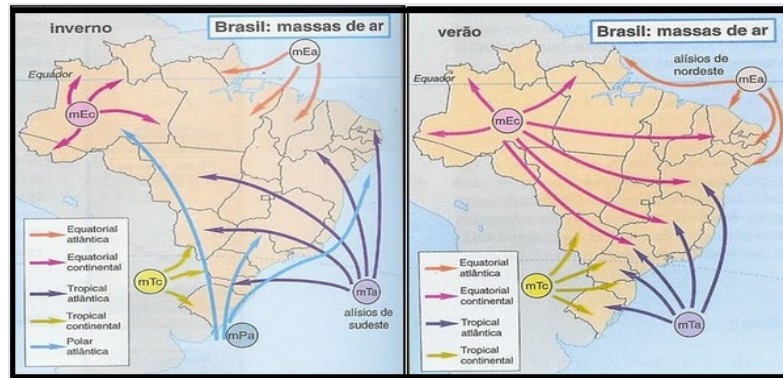 inverno
Brasil: massas de ar
mEa
Equador
mEc
Equatorial
atlântica
Equatorial
continental
Tropical
atlântica
Tropical
continental
Polar
atlântica
mTc
mTa
alísios de
sudeste
mPa
verão
Brasil: massas de ar
alísios de
nordeste
mEa
Equador
mEc
Equatorial
atlântica
Equatorial
continental
Tropical
atlântica
Tropical
continental
mTc
mTa